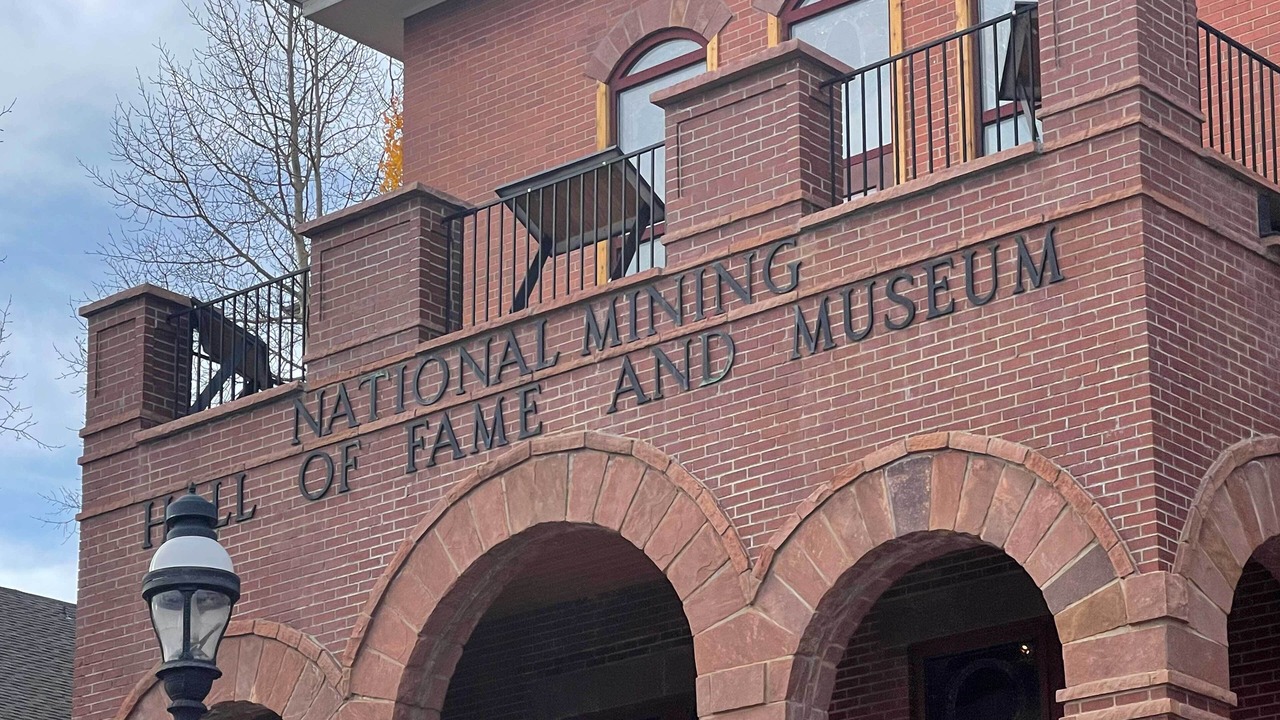 NATIONAL MINING
HALL OF FAME AND MUSEUM